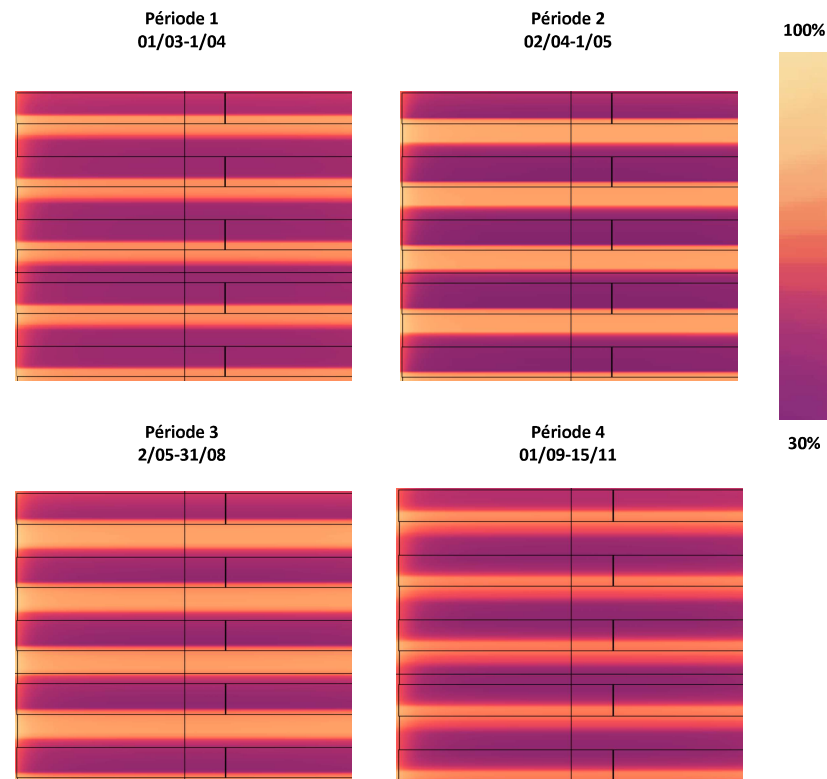 Période 1
01/03-1/04
Période 2
02/04-1/05
100%
30%
Période 3
2/05-31/08
Période 4
01/09-15/11